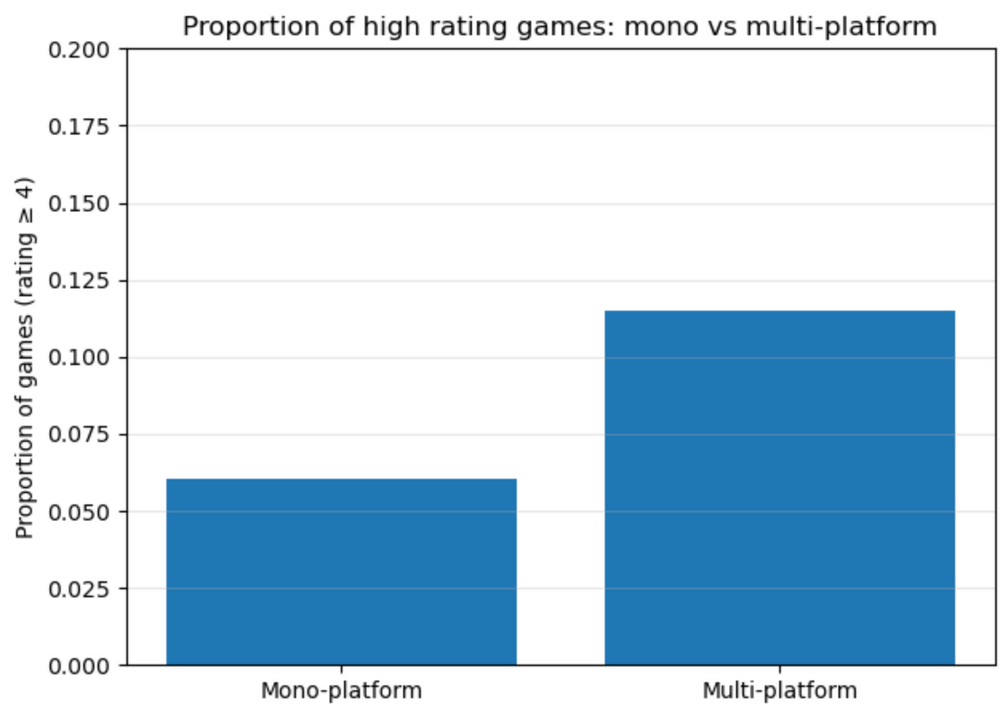 Proportion of high rating games: mono vs multi-platform
Proportion of games (rating ≥ 4)
0.200
0.175
0.150
0.125
0.100
0.075
0.050
0.025
0.000
Mono-platform
Multi-platform